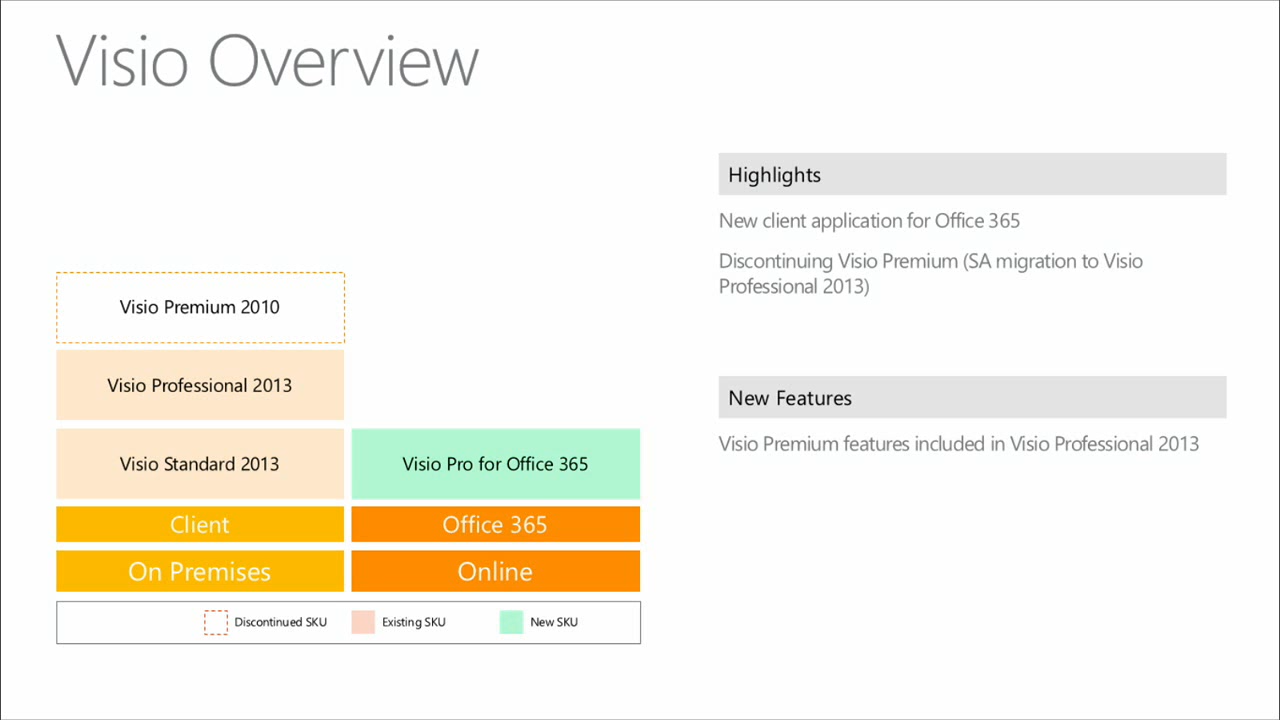 Visio Overview
Visio Premium 2010
Visio Professional 2013
Visio Standard 2013
Visio Pro for Office 365
Client
Office 365
On Premises
Online
Discontinued SKU
Existing SKU
New SKU
Highlights
New client application for Office 365
Discontinuing Visio Premium (SA migration to Visio
Professional 2013)
New Features
Visio Premium features included in Visio Professional 2013